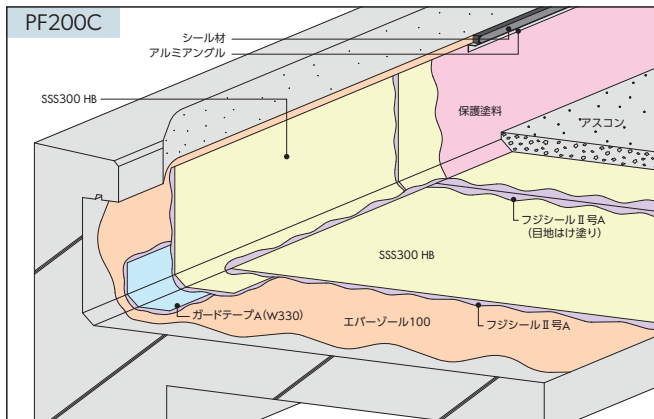 PF200C
シール材
アルミアングル
SSS300 HB
保護塗料
アスコン
フジシールⅡ号A
(目地はけ塗り)
SSS300 HB
ガードテープA(W330)
エバーゾール100
フジシールⅡ号A